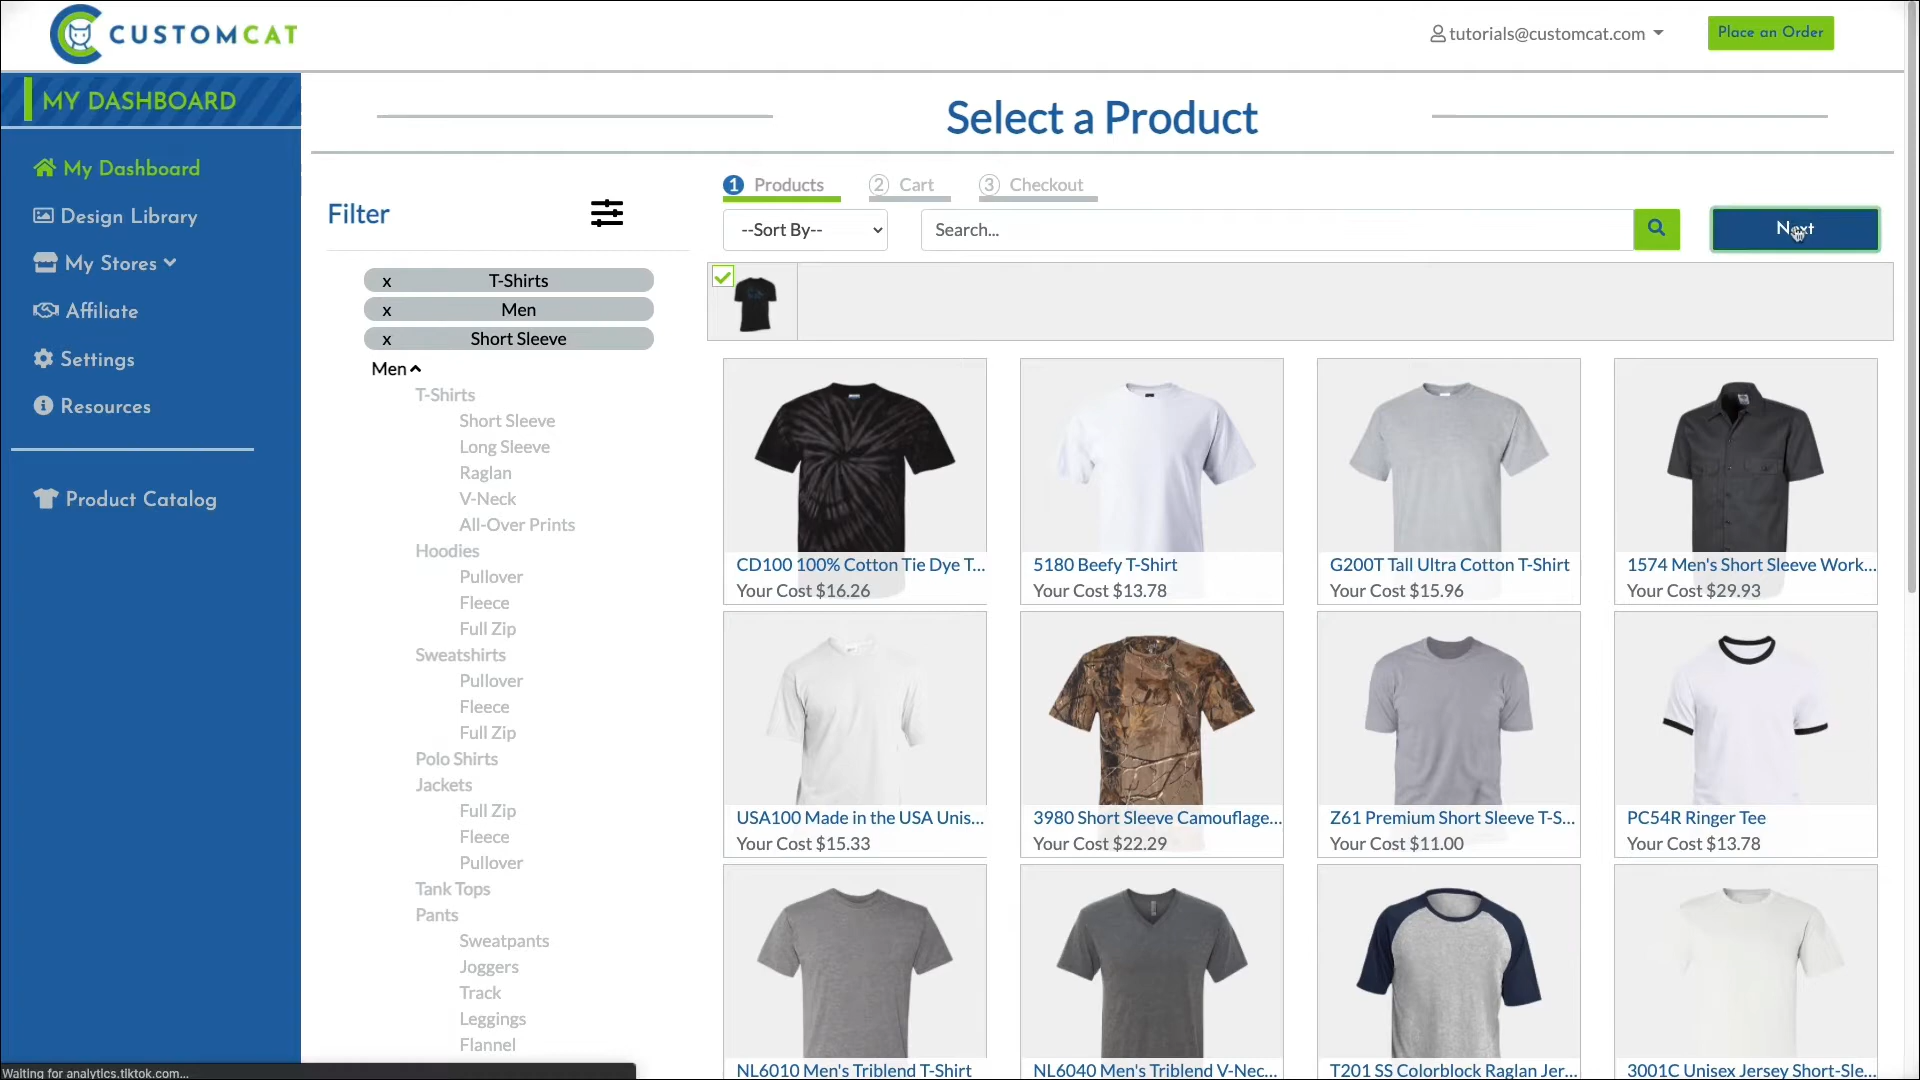 CUSTOMCAT
tutorials@customcat.com
Place an Order
MY DASHBOARD
My Dashboard
Design Library
My Stores
Affiliate
Settings
Resources
Product Catalog
Select a Product
Filter
x T-Shirts
x Men
x Short Sleeve
Men
T-Shirts
Short Sleeve
Long Sleeve
Raglan
V-Neck
All-Over Prints
Hoodies
Pullover
Fleece
Full Zip
Sweatshirts
Pullover
Fleece
Full Zip
Polo Shirts
Jackets
Full Zip
Fleece
Pullover
Tank Tops
Pants
Sweatpants
Joggers
Track
Leggings
Flannel
1 Products 2 Cart 3 Checkout
--Sort By-- Search... Next
CD100 100% Cotton Tie Dye T...
Your Cost $16.26
5180 Beefy T-Shirt
Your Cost $13.78
G200T Tall Ultra Cotton T-Shirt
Your Cost $15.96
1574 Men's Short Sleeve Work...
Your Cost $29.93
USA100 Made in the USA Unis...
Your Cost $15.33
3980 Short Sleeve Camouflage...
Your Cost $22.29
Z61 Premium Short Sleeve T-S...
Your Cost $11.00
PC54R Ringer Tee
Your Cost $13.78
NL6010 Men's Triblend T-Shirt
NL6040 Men's Triblend V-Nec...
T201 SS Colorblock Raglan Jer...
3001C Unisex Jersey Short-Sle...
Waiting for analytics.tiktok.com...